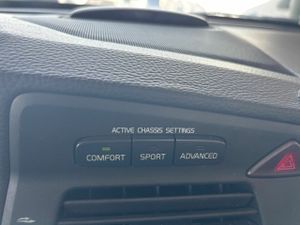 ACTIVE CHASSIS SETTINGS
COMFORT SPORT ADVANCED